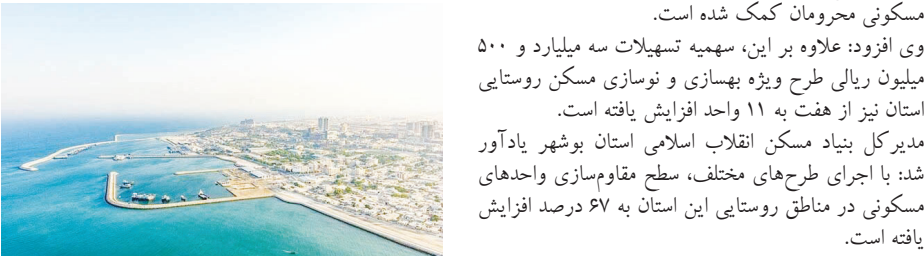 مسکونی محرومان کمک شده است.
وی افزود: علاوه بر این، سهمیه تسهیلات سه میلیارد و ۵۰۰
میلیون ریالی طرح ویژه بهسازی و نوسازی مسکن روستایی
استان نیز از هفت به ۱۱ واحد افزایش یافته است.
مدیرکل بنیاد مسکن انقلاب اسلامی استان بوشهر یادآور
شد: با اجرای طرح‌های مختلف، سطح مقاوم‌سازی واحدهای
مسکونی در مناطق روستایی این استان به ۶۷ درصد افزایش
یافته است.